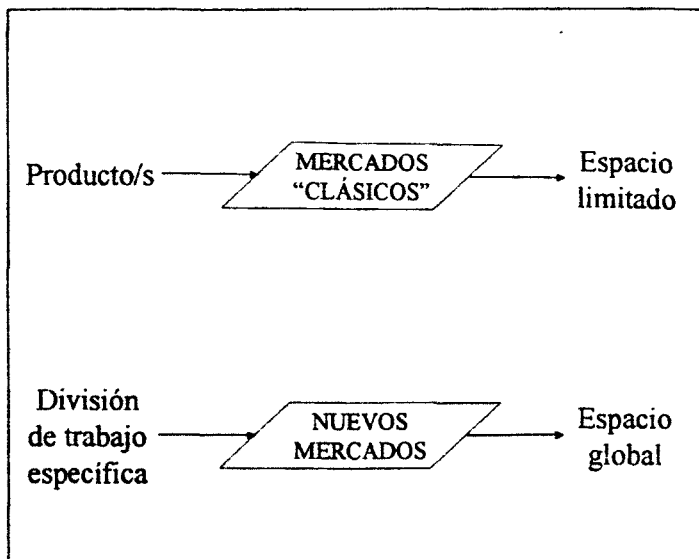 Producto/s
MERCADOS
“CLÁSICOS”
Espacio
limitado
División
de trabajo
específica
NUEVOS
MERCADOS
Espacio
global